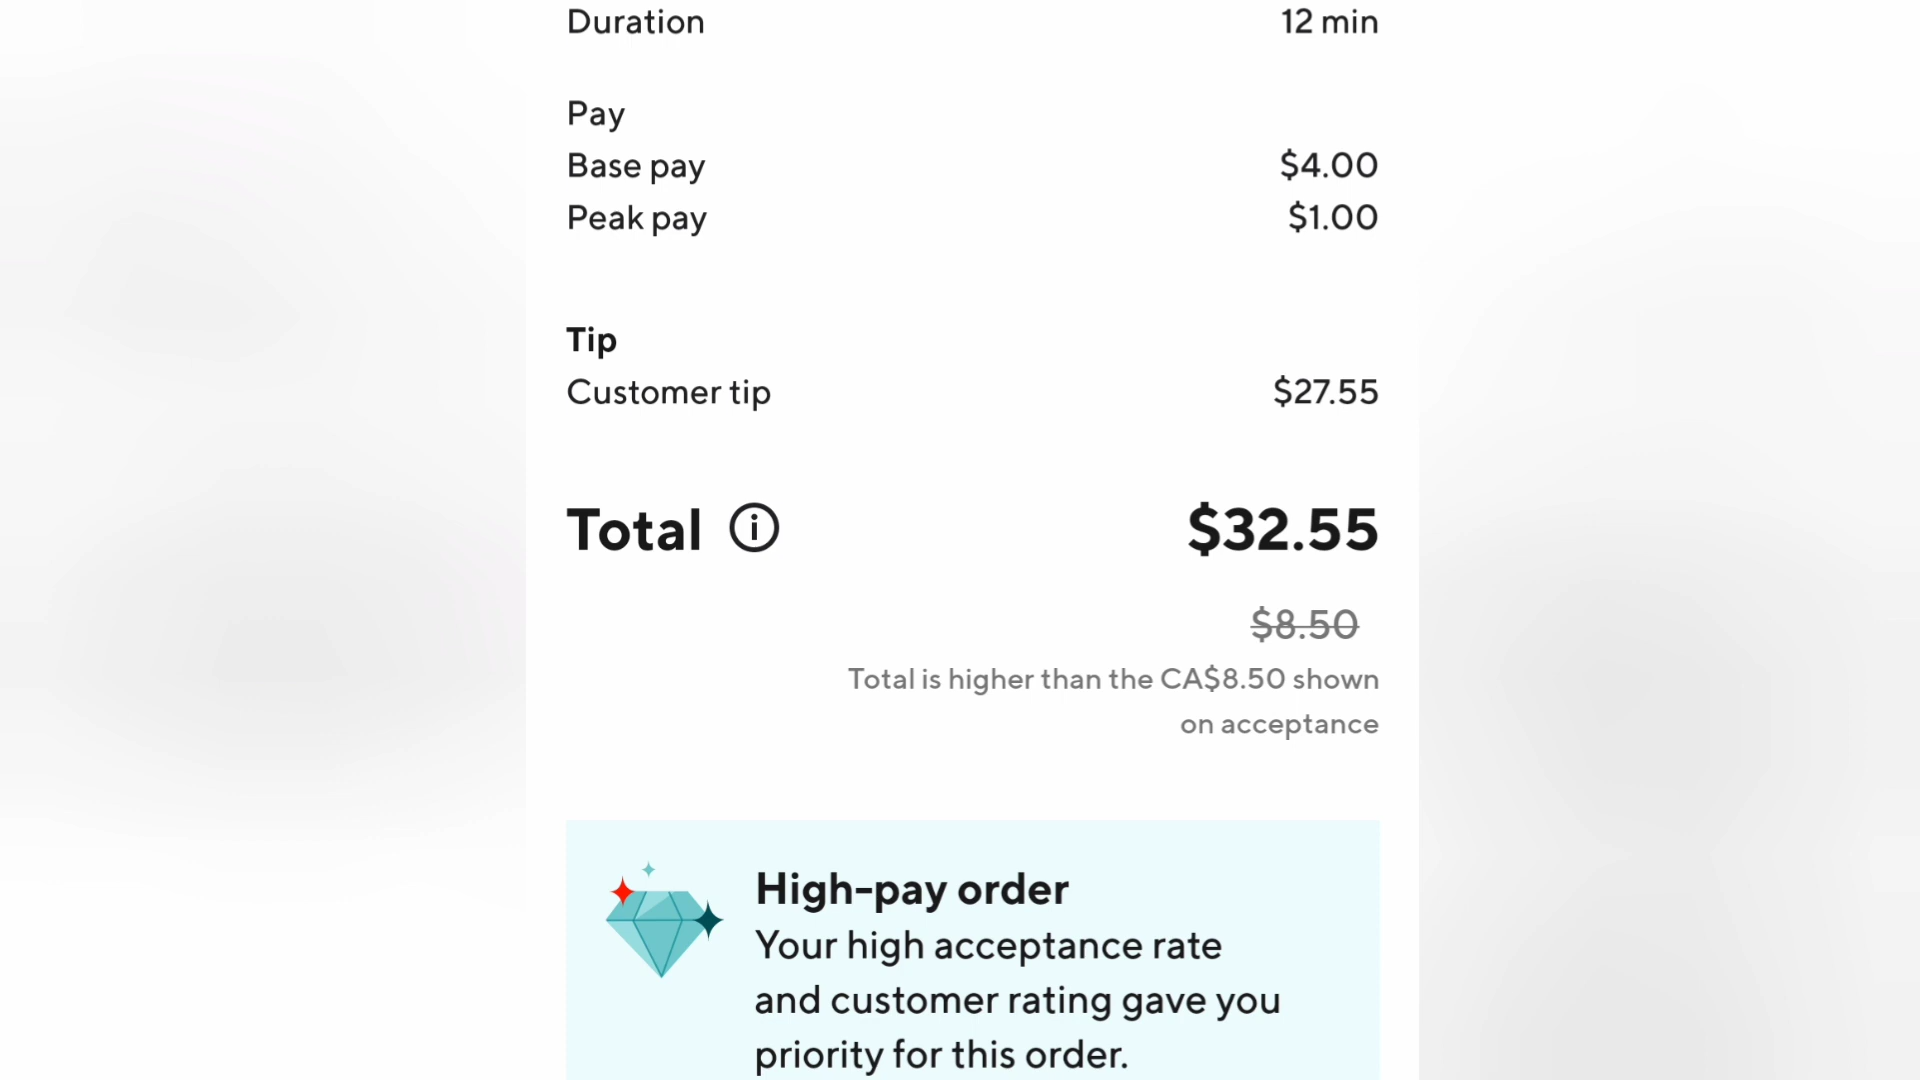 Duration 12 min
Pay
Base pay $4.00
Peak pay $1.00
Tip
Customer tip $27.55
Total $32.55
$8.50
Total is higher than the CA$8.50 shown
on acceptance
High-pay order
Your high acceptance rate
and customer rating gave you
priority for this order.